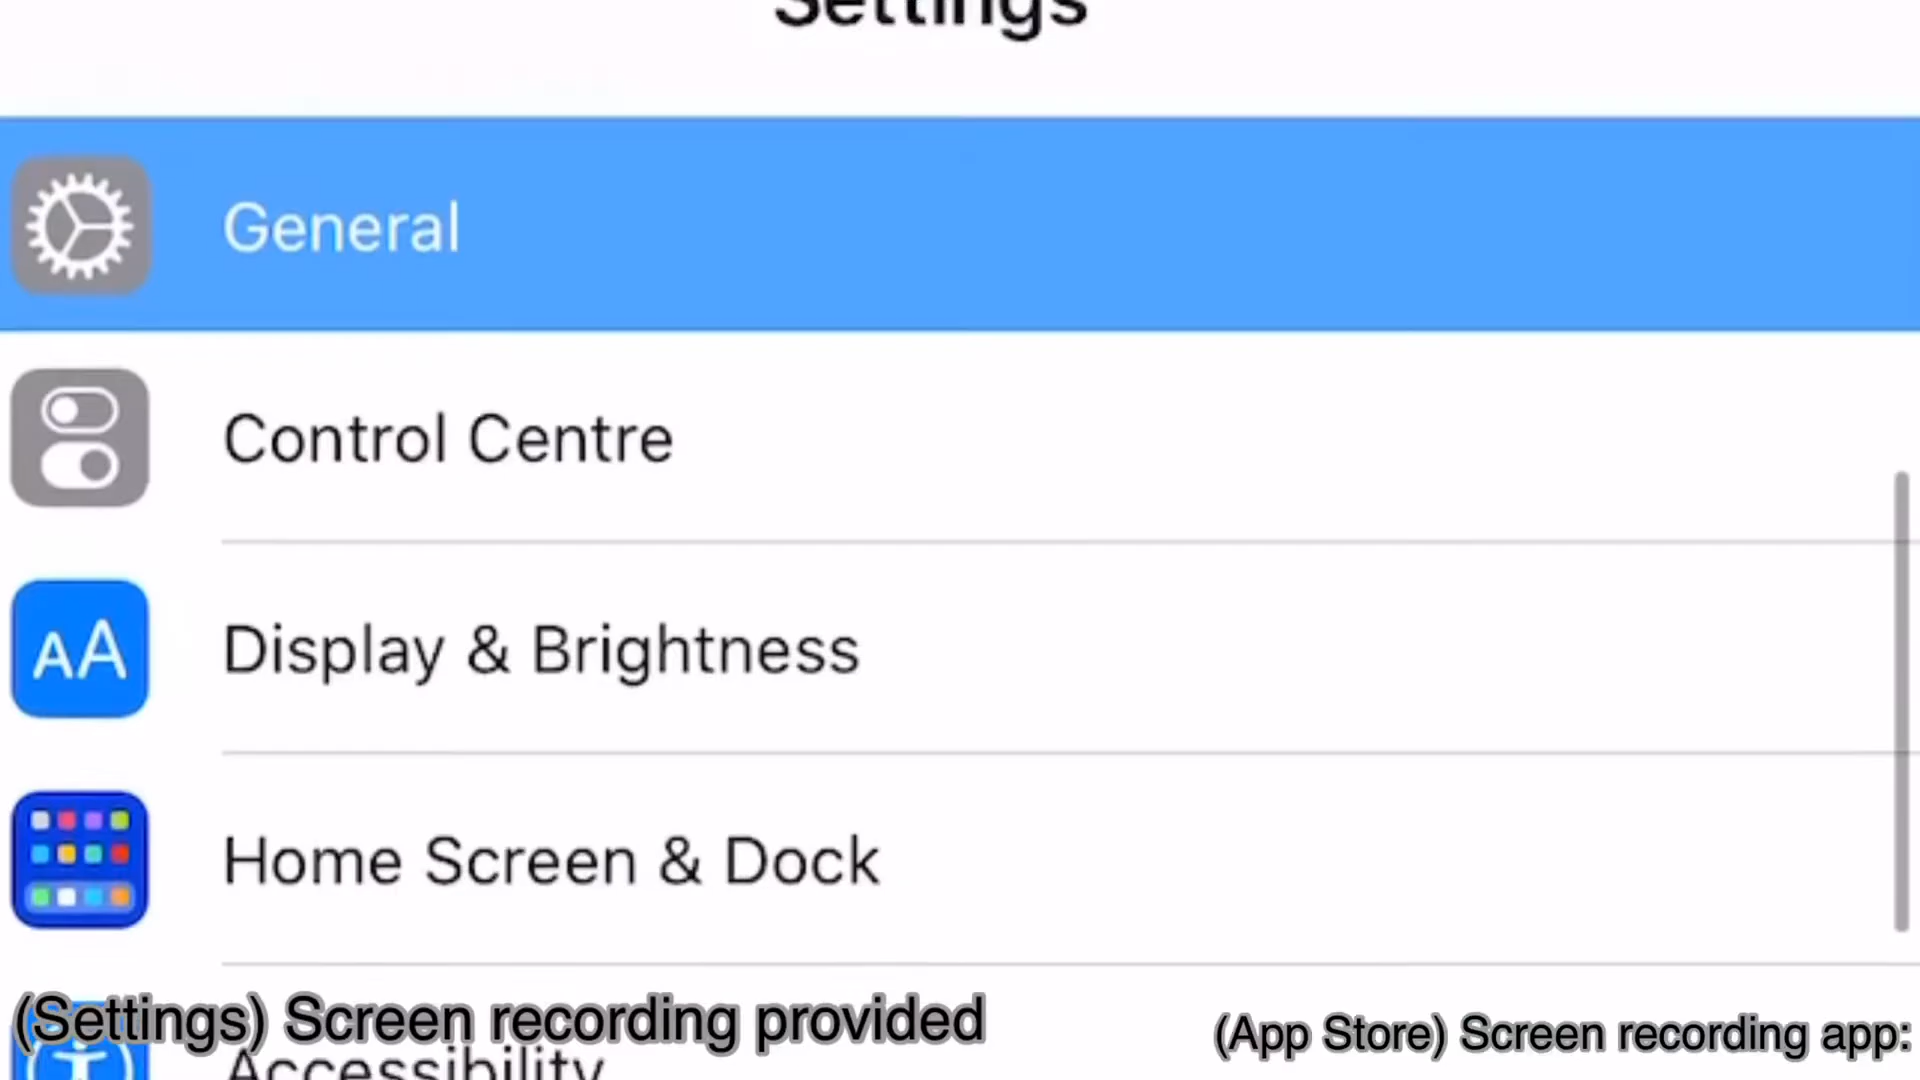 Settings
General
Control Centre
AA Display & Brightness
Home Screen & Dock
(Settings) Screen recording provided
(App Store) Screen recording app:
Accessibility